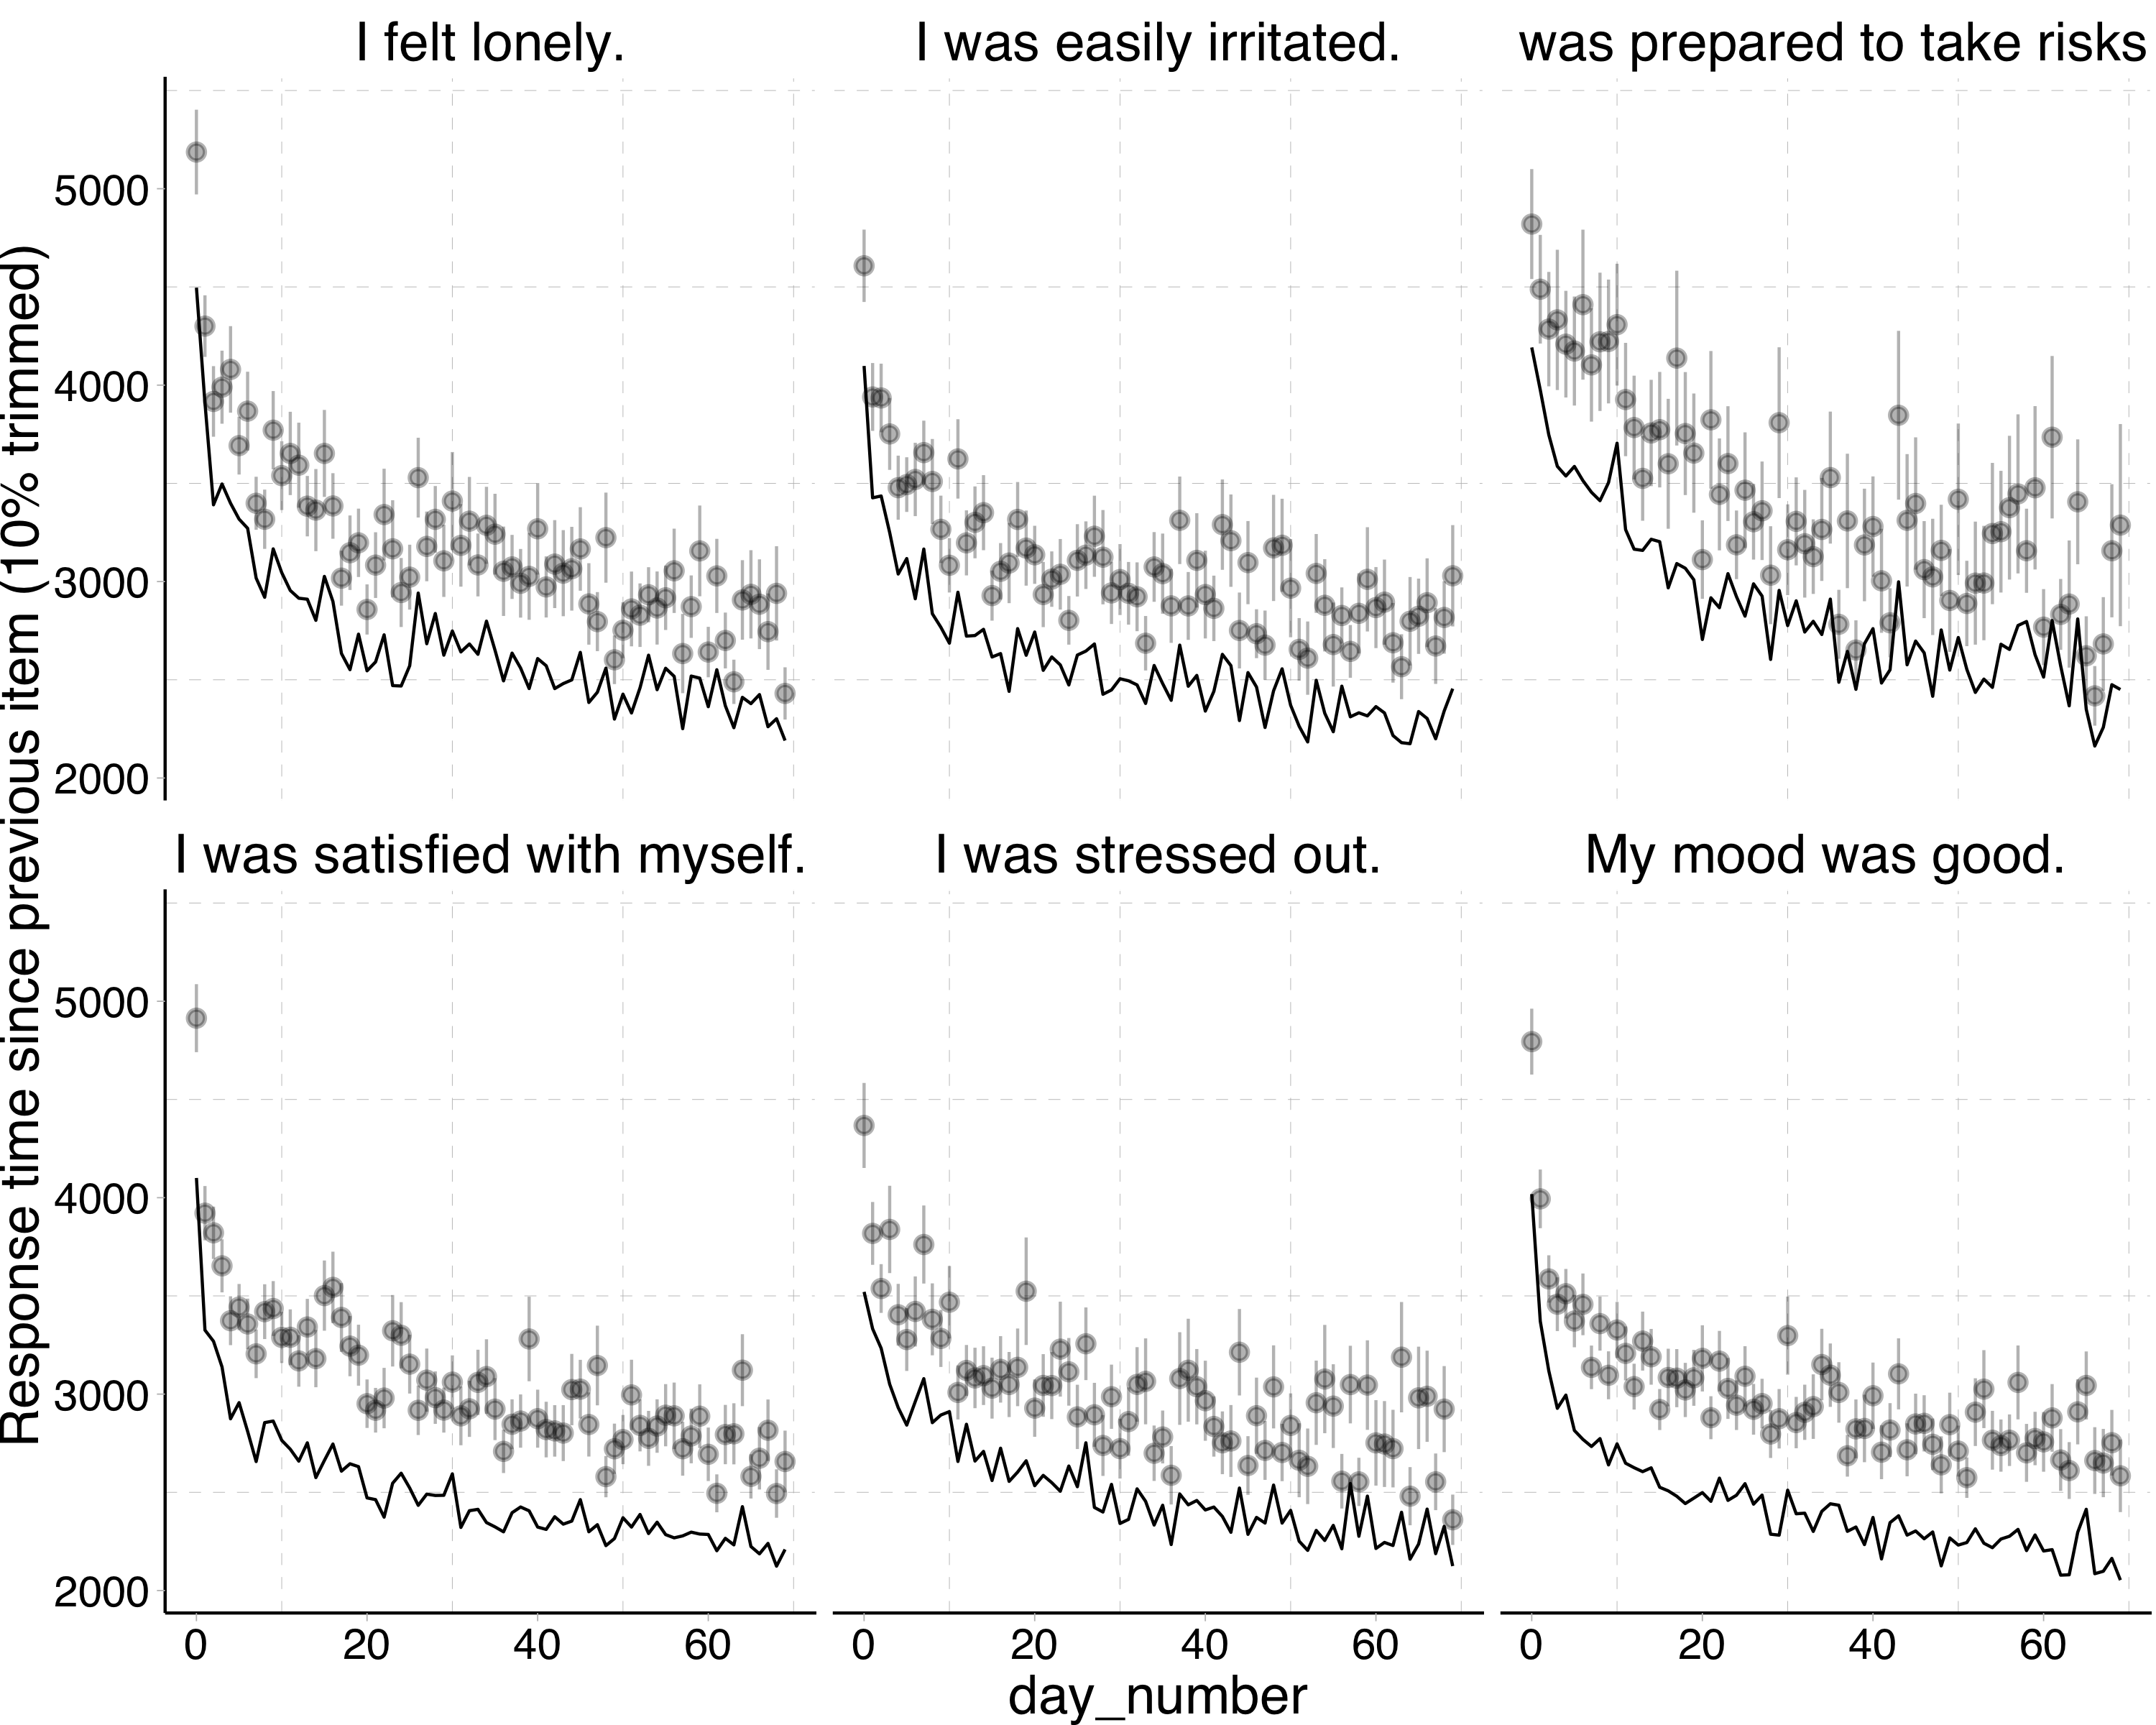 I felt lonely.
I was easily irritated.
was prepared to take risks
5000
4000
3000
2000
I was satisfied with myself.
I was stressed out.
My mood was good.
5000
4000
3000
2000
0 20 40 60
0 20 40 60
0 20 40 60
day_number
Response time since previous item (10% trimmed)